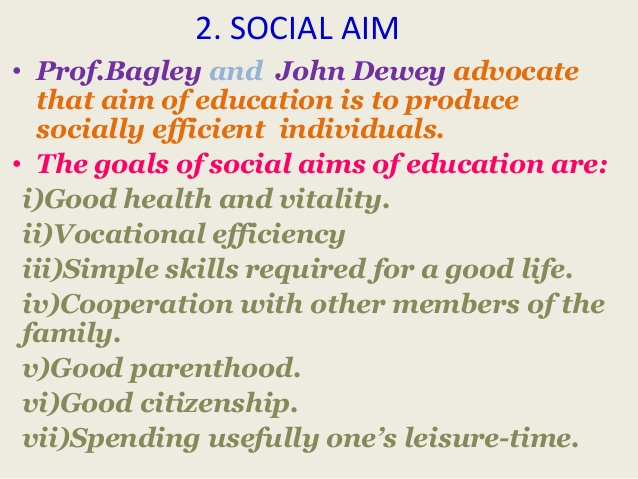 2. SOCIAL AIM
• Prof.Bagley and John Dewey advocate
that aim of education is to produce
socially efficient individuals.
• The goals of social aims of education are:
i)Good health and vitality.
ii)Vocational efficiency
iii)Simple skills required for a good life.
iv)Cooperation with other members of the
family.
v)Good parenthood.
vi)Good citizenship.
vii)Spending usefully one’s leisure-time.